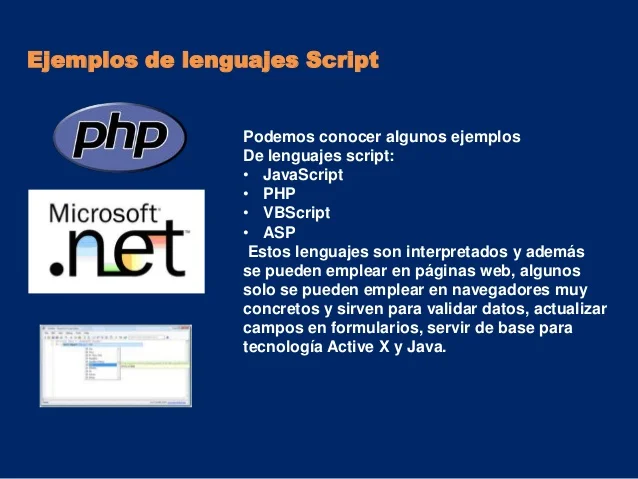 Ejemplos de lenguajes Script
php
Podemos conocer algunos ejemplos
De lenguajes script:
• JavaScript
• PHP
• VBScript
• ASP
Microsoft
.net
Estos lenguajes son interpretados y además
se pueden emplear en páginas web, algunos
solo se pueden emplear en navegadores muy
concretos y sirven para validar datos, actualizar
campos en formularios, servir de base para
tecnología Active X y Java.